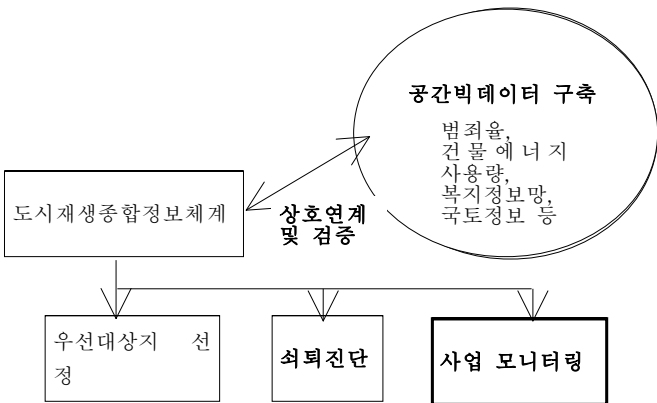 공간빅데이터 구축
범죄율,
건물에너지
사용량,
복지정보망,
국토정보 등
도시재생종합정보체계
상호연계
및 검증
우선대상지 선
정
쇠퇴진단
사업 모니터링